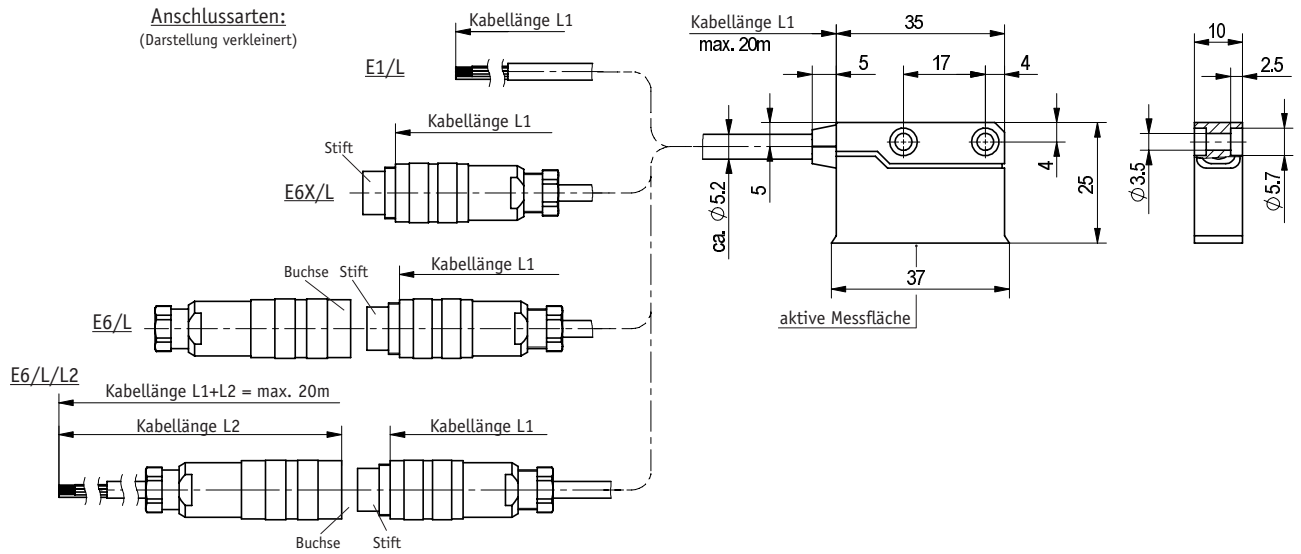 Anschlussarten:
(Darstellung verkleinert)
Kabellänge L1
E1/L
Kabellänge L1
Stift
E6X/L
Kabellänge L1
Buchse
Stift
E6/L
E6/L/L2
Kabellänge L1+L2 = max. 20m
Kabellänge L2
Kabellänge L1
Buchse
Stift
Kabellänge L1
max. 20m
35
5
17
4
ca. Ø5.2
5
4
25
37
aktive Messfläche
10
2.5
Ø3.5
Ø5.7